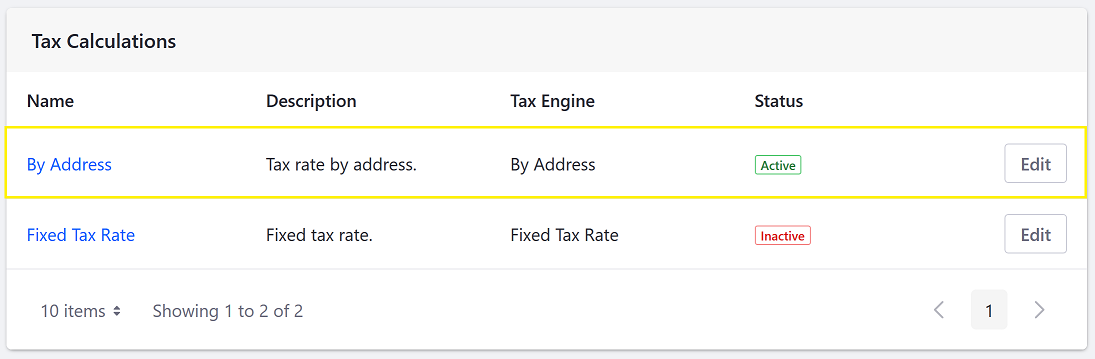 Tax Calculations
Name Description Tax Engine Status
By Address Tax rate by address. By Address Active Edit
Fixed Tax Rate Fixed tax rate. Fixed Tax Rate Inactive Edit
10 items Showing 1 to 2 of 2 1